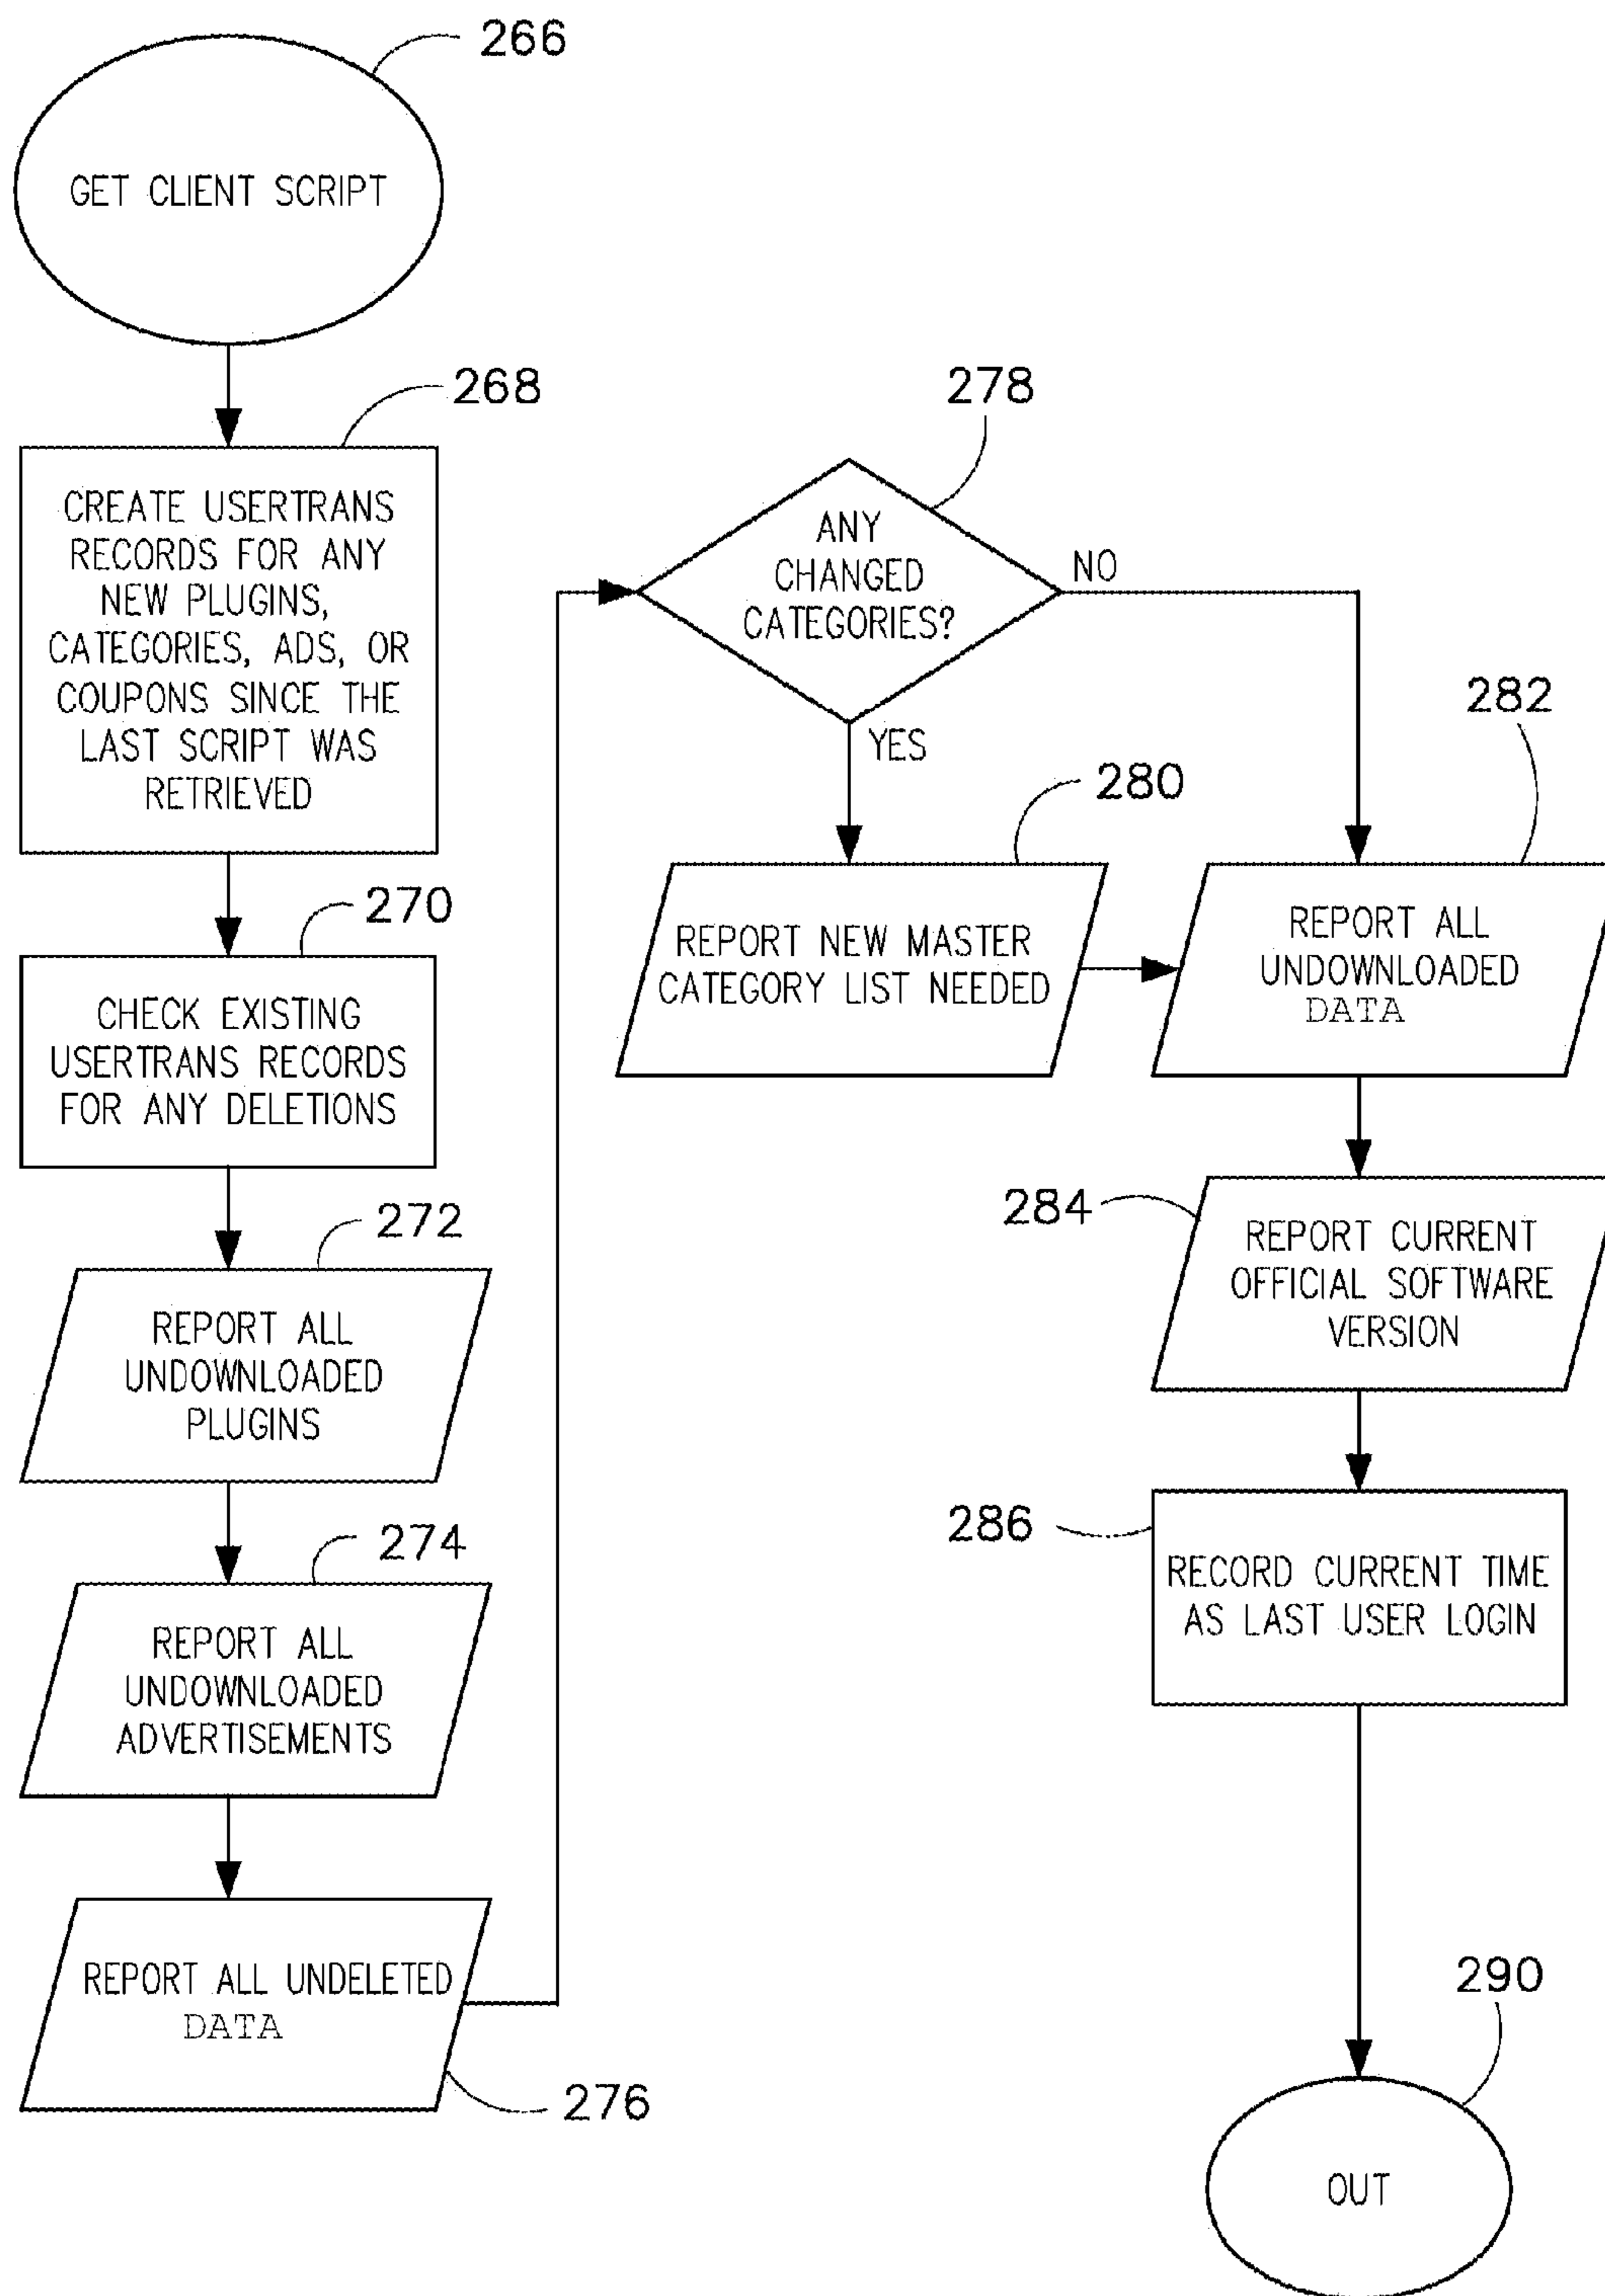 266
GET CLIENT SCRIPT
268
CREATE USERTRANS
RECORDS FOR ANY
NEW PLUGINS,
CATEGORIES, ADS, OR
COUPONS SINCE THE
LAST SCRIPT WAS
RETRIEVED
270
CHECK EXISTING
USERTRANS RECORDS
FOR ANY DELETIONS
272
REPORT ALL
UNDOWNLOADED
PLUGINS
274
REPORT ALL
UNDOWNLOADED
ADVERTISEMENTS
REPORT ALL UNDELETED
DATA
276
278
ANY
CHANGED
CATEGORIES?
NO
YES
280
REPORT NEW MASTER
CATEGORY LIST NEEDED
282
REPORT ALL
UNDOWNLOADED
DATA
284
REPORT CURRENT
OFFICIAL SOFTWARE
VERSION
286
RECORD CURRENT TIME
AS LAST USER LOGIN
290
OUT